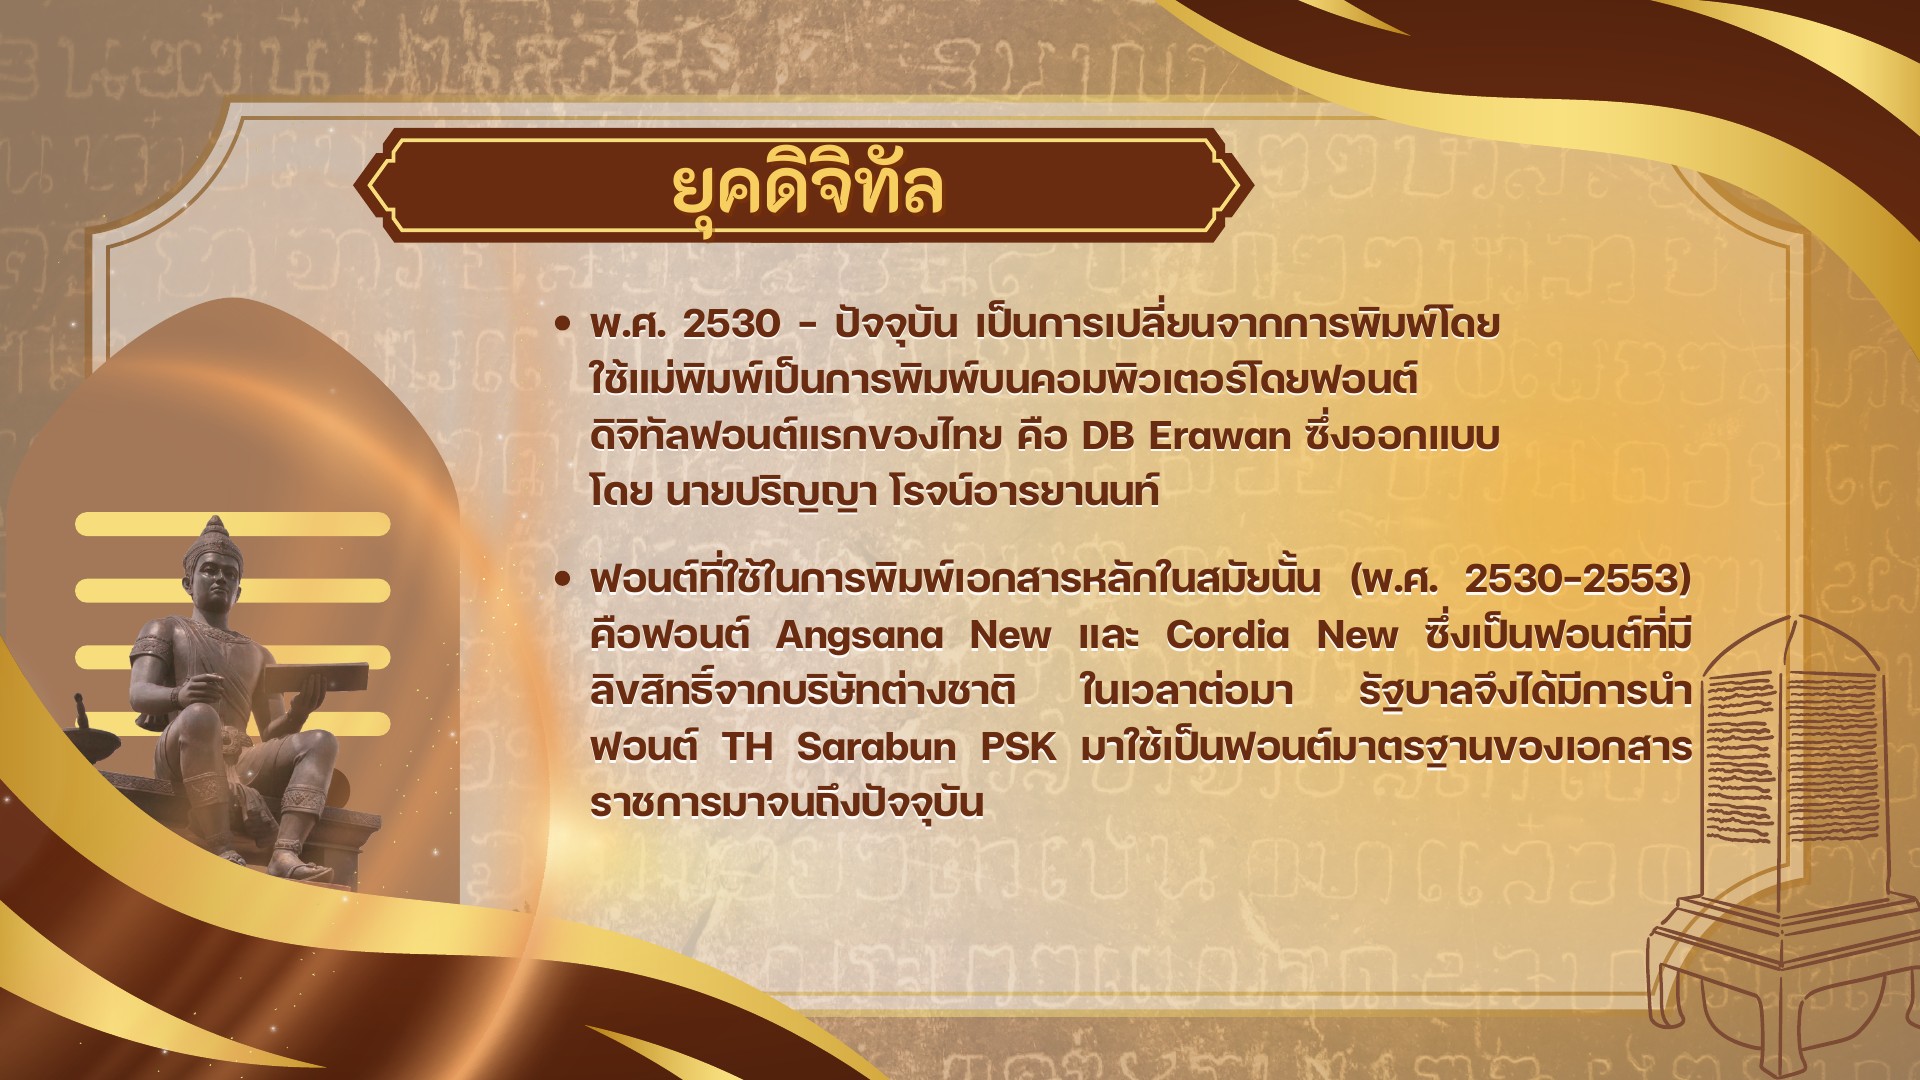 ยุคดิจิทัล
• พ.ศ. 2530 - ปัจจุบัน เป็นการเปลี่ยนจากการพิมพ์โดย
ใช้แม่พิมพ์เป็นการพิมพ์บนคอมพิวเตอร์โดยฟอนต์
ดิจิทัลฟอนต์แรกของไทย คือ DB Erawan ซึ่งออกแบบ
โดย นายปริญญา โรจน์อารยานนท์
• ฟอนต์ที่ใช้ในการพิมพ์เอกสารหลักในสมัยนั้น (พ.ศ. 2530-2553)
คือฟอนต์ Angsana New และ Cordia New ซึ่งเป็นฟอนต์ที่มี
ลิขสิทธิ์จากบริษัทต่างชาติ ในเวลาต่อมา รัฐบาลจึงได้มีการนำ
ฟอนต์ TH Sarabun PSK มาใช้เป็นฟอนต์มาตรฐานของเอกสาร
ราชการมาจนถึงปัจจุบัน